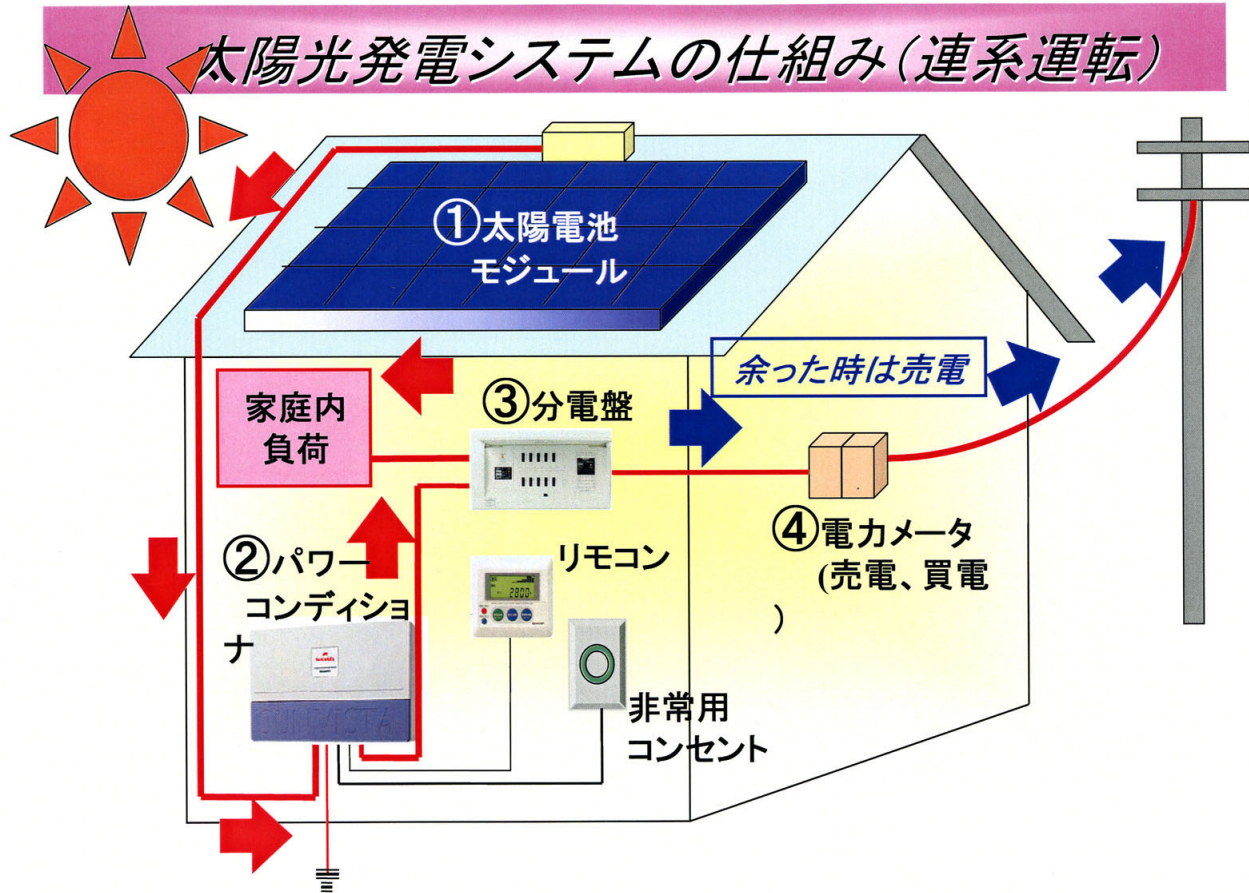 太陽光発電システムの仕組み(連系運転)
①太陽電池
モジュール
余った時は売電
家庭内
負荷
③分電盤
②パワー
コンディショ
ナ
リモコン
2800
④電力メータ
(売電、買電
)
非常用
コンセント